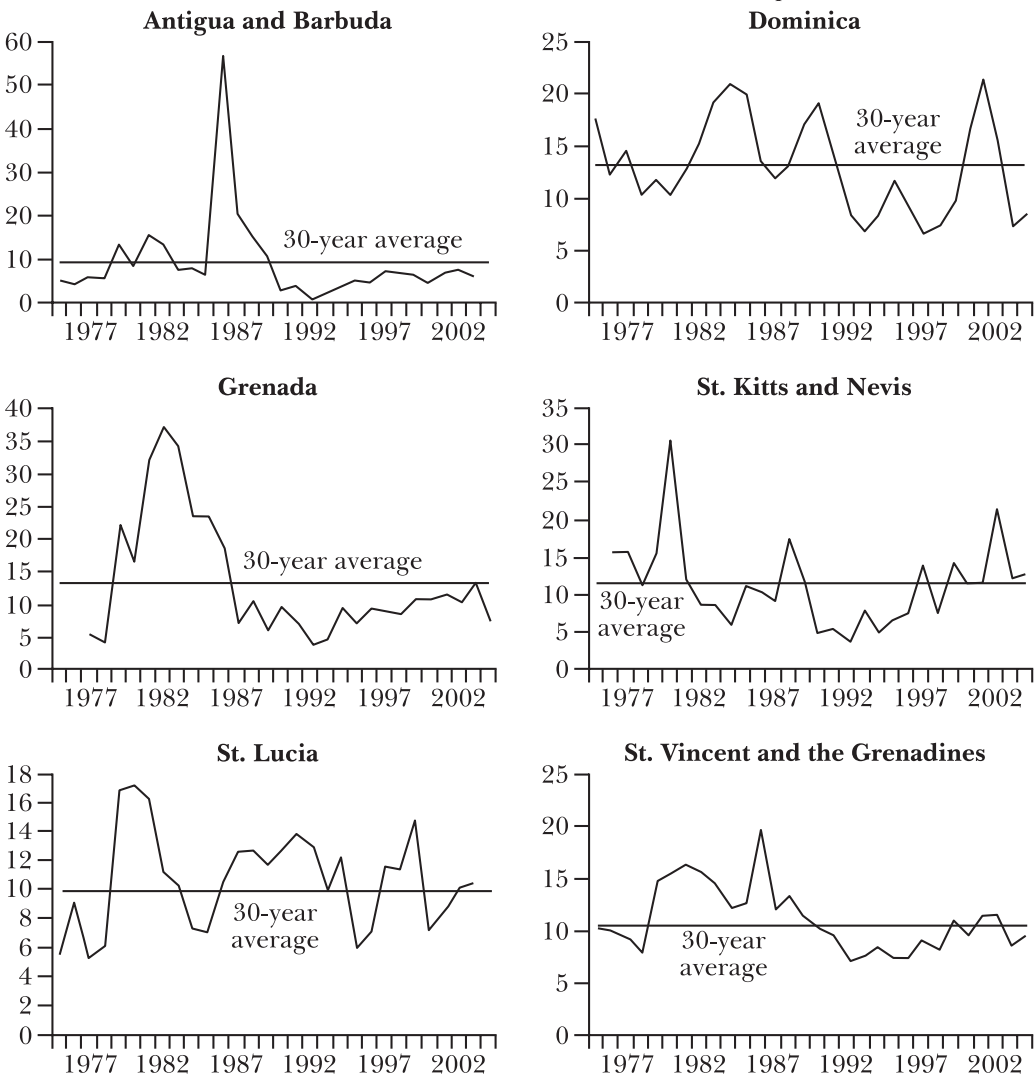 Antigua and Barbuda
60
50
40
30
20
10
0
30-year average
1977 1982 1987 1992 1997 2002
Dominica
25
20
15
10
5
0
30-year
average
1977 1982 1987 1992 1997 2002
Grenada
40
35
30
25
20
15
10
5
0
30-year average
1977 1982 1987 1992 1997 2002
St. Kitts and Nevis
35
30
25
20
15
10
5
0
30-year
average
1977 1982 1987 1992 1997 2002
St. Lucia
18
16
14
12
10
8
6
4
2
0
30-year
average
1977 1982 1987 1992 1997 2002
St. Vincent and the Grenadines
25
20
15
10
5
0
30-year
average
1977 1982 1987 1992 1997 2002